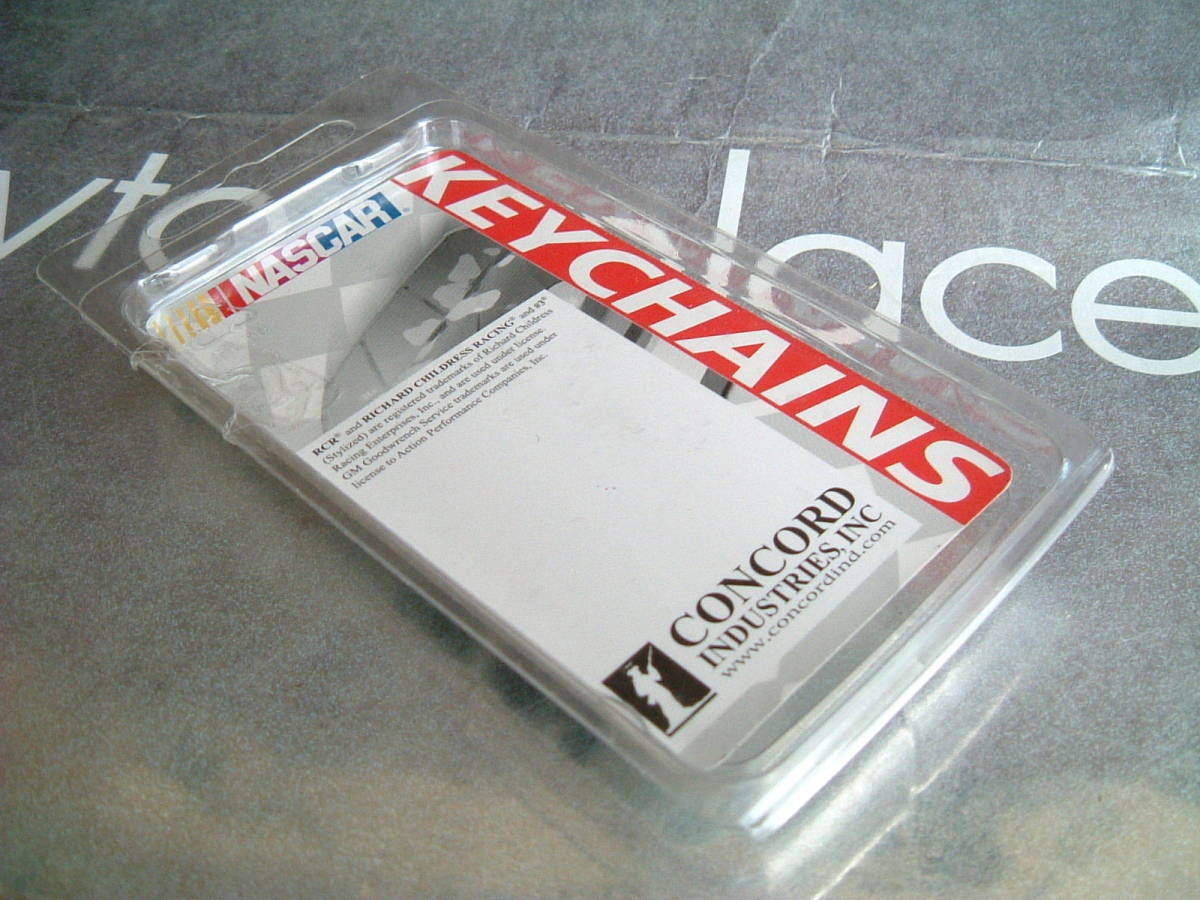 KEYCHAINS
NASCAR
RCR® and RICHARD CHILDRESS RACING® and #3®
(Stylized) are registered trademarks of Richard Childress
Racing Enterprises, Inc., and are used under license.
GM Goodwrench Service trademarks are used under
license to Action Performance Companies, Inc.
CONCORD
INDUSTRIES, INC
www.concordind.com
yto
lace